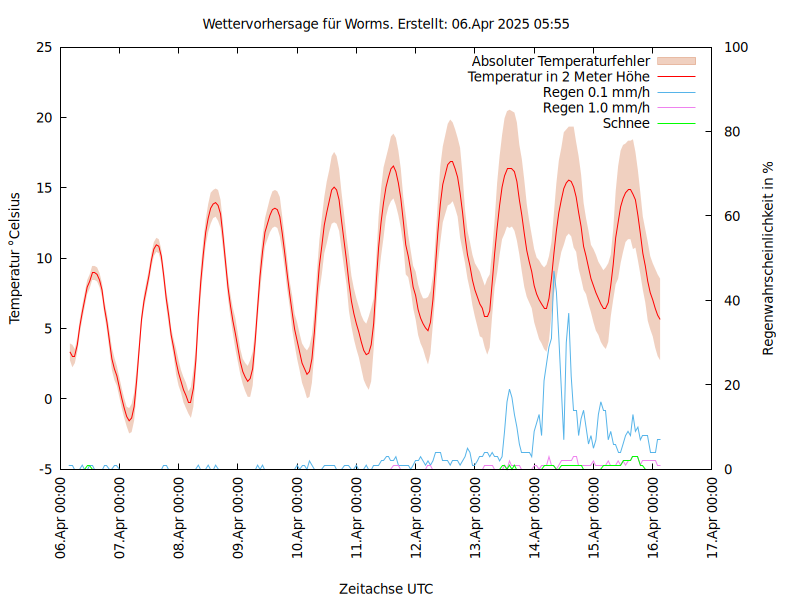 Wettervorhersage für Worms. Erstellt: 06.Apr 2025 05:55
Absoluter Temperaturfehler
Temperatur in 2 Meter Höhe
Regen 0.1 mm/h
Regen 1.0 mm/h
Schnee
Temperatur °Celsius
25
20
15
10
5
0
-5
100
80
60
40
20
0
Regenwahrscheinlichkeit in %
06.Apr 00:00
07.Apr 00:00
08.Apr 00:00
09.Apr 00:00
10.Apr 00:00
11.Apr 00:00
12.Apr 00:00
13.Apr 00:00
14.Apr 00:00
15.Apr 00:00
16.Apr 00:00
17.Apr 00:00
Zeitachse UTC